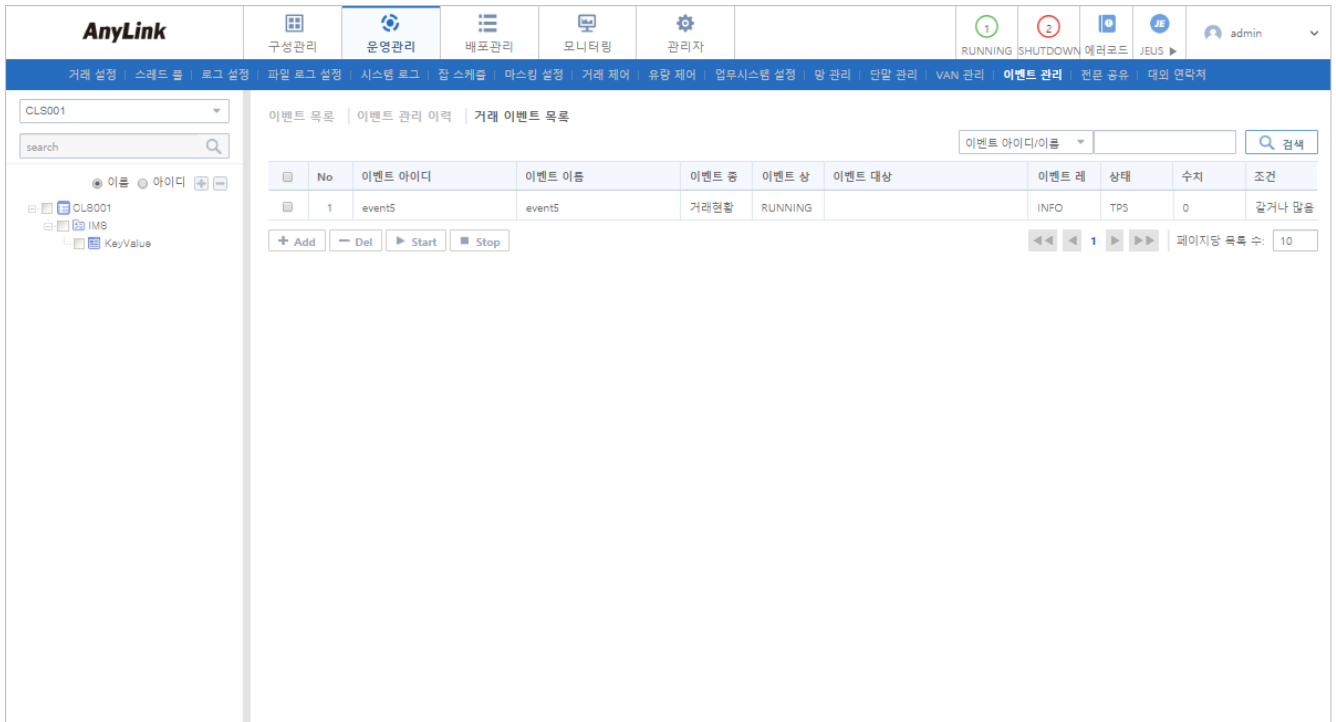 AnyLink
구성관리
운영관리
배포관리
모니터링
관리자
1
RUNNING
2
SHUTDOWN
에러코드
JE
JEUS ▶
admin
거래 설정 | 스레드 풀 | 로그 설정 | 파일 로그 설정 | 시스템 로그 | 잡 스케줄 | 마스킹 설정 | 거래 제어 | 유량 제어 | 업무시스템 설정 | 망 관리 | 단말 관리 | VAN 관리 | 이벤트 관리 | 전문 공유 | 대외 연락처
CLS001
search
이름 아이디
CLS001
IMS
KeyValue
이벤트 목록 | 이벤트 관리 이력 | 거래 이벤트 목록
이벤트 아이디/이름 검색
No 이벤트 아이디 이벤트 이름 이벤트 종 이벤트 상 이벤트 대상 이벤트 레 상태 수치 조건
1 event5 event5 거래현황 RUNNING INFO TPS 0 같거나 많음
Add Del Start Stop
1 페이지당 목록 수: 10